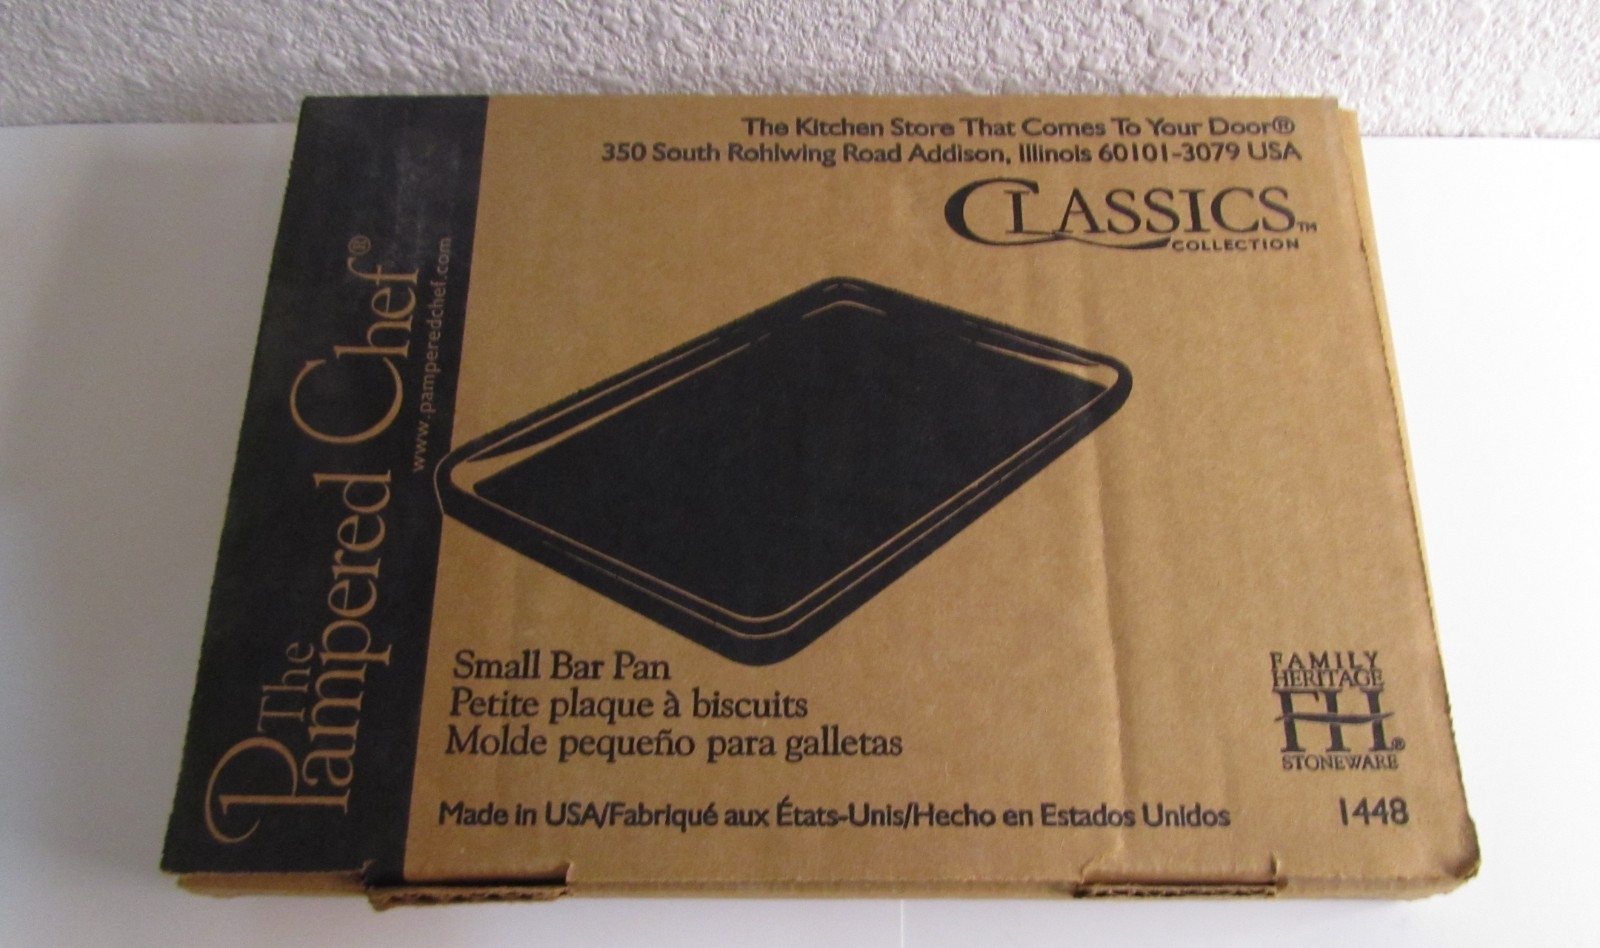 The Kitchen Store That Comes To Your Door®
350 South Rohlwing Road Addison, Illinois 60101-3079 USA
CLASSICS™
COLLECTION
The
Pampered Chef®
www.pamperedchef.com
Small Bar Pan
Petite plaque à biscuits
Molde pequeño para galletas
FAMILY
HERITAGE
FH®
STONEWARE
Made in USA/Fabriqué aux États-Unis/Hecho en Estados Unidos
1448